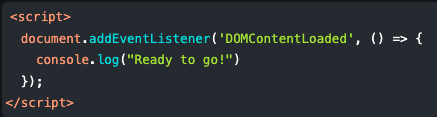 <script>
  document.addEventListener('DOMContentLoaded', () => {
    console.log("Ready to go!")
  });
</script>